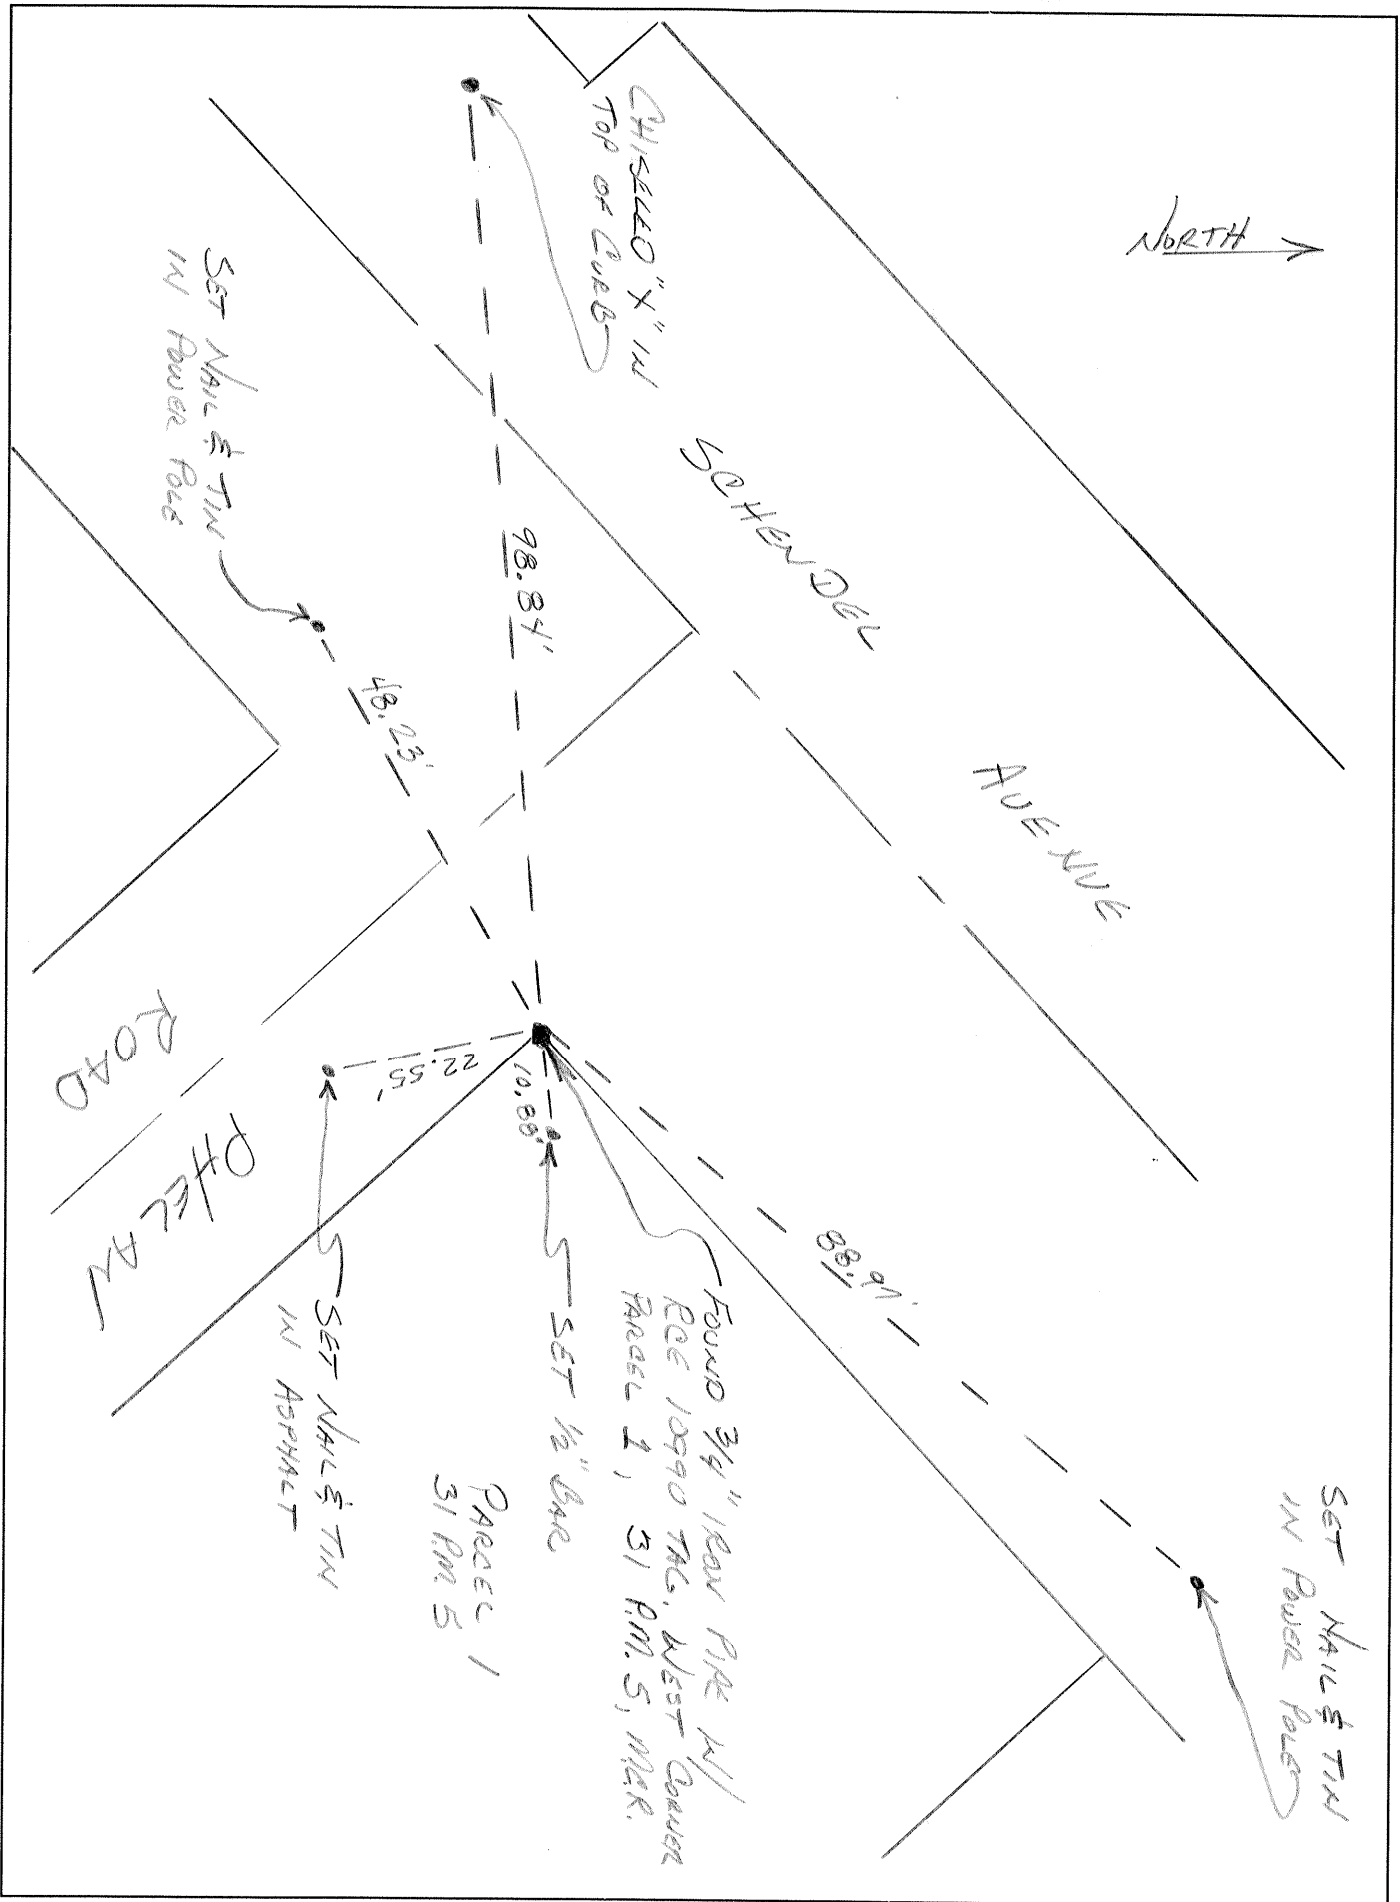 NORTH
CHISELED "X" IN
TOP OF CURB
SCHENDEL
AVENUE
SET NAIL & TIN
IN POWER POLE
98.84'
48.23'
SET NAIL & TIN
IN POWER POLE
88.97'
FOUND 3/4" IRON PIPE W/
RCE 10990 TAG, WEST CORNER
PARCEL 1, 31 P.M. 5, M.C.R.
10.88'
SET 1/2" BAR
22.55'
PARCEL 1
31 P.M. 5
SET NAIL & TIN
IN ASPHALT
PHELAN
ROAD